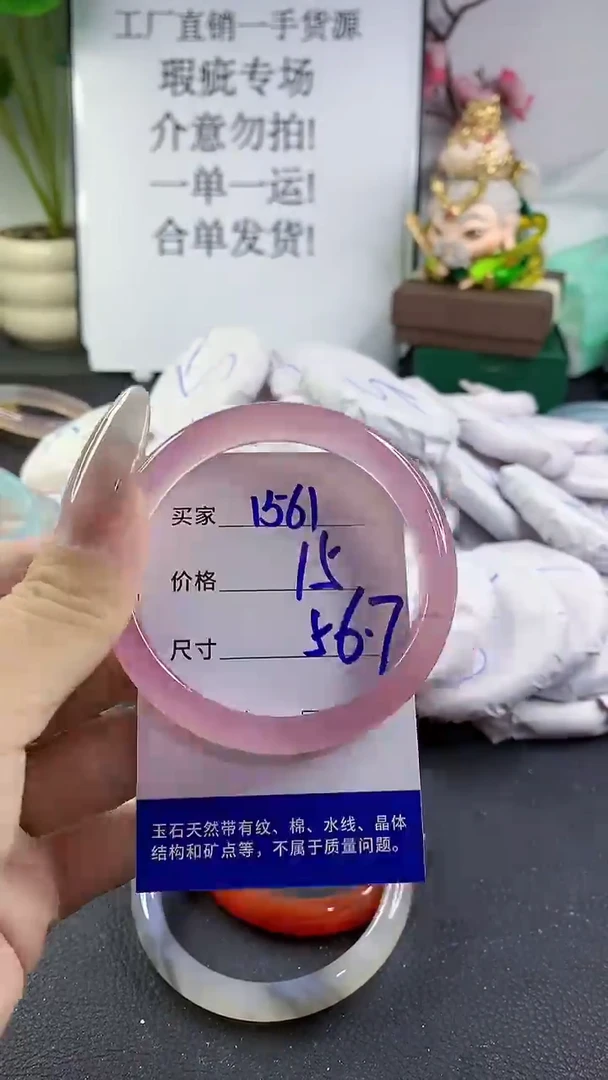 工厂直销一手货源
瑕疵专场
介意勿拍!
一单一运!
合单发货!
买家 1561
价格 15
尺寸 56.7
玉石天然带有纹、棉、水线、晶体
结构和矿点等，不属于质量问题。